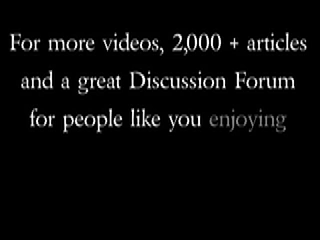 For more videos, 2,000 + articles
and a great Discussion Forum
for people like you enjoying